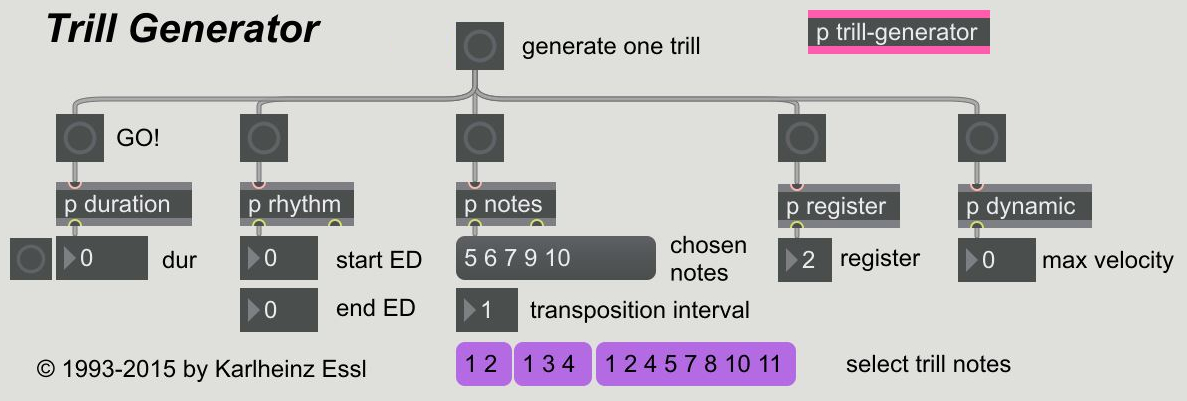 Trill Generator
generate one trill
p trill-generator
GO!
p duration
p rhythm
p notes
p register
p dynamic
0
dur
0
start ED
5 6 7 9 10
chosen
notes
2
register
0
max velocity
0
end ED
1
transposition interval
© 1993-2015 by Karlheinz Essl
1 2
1 3 4
1 2 4 5 7 8 10 11
select trill notes